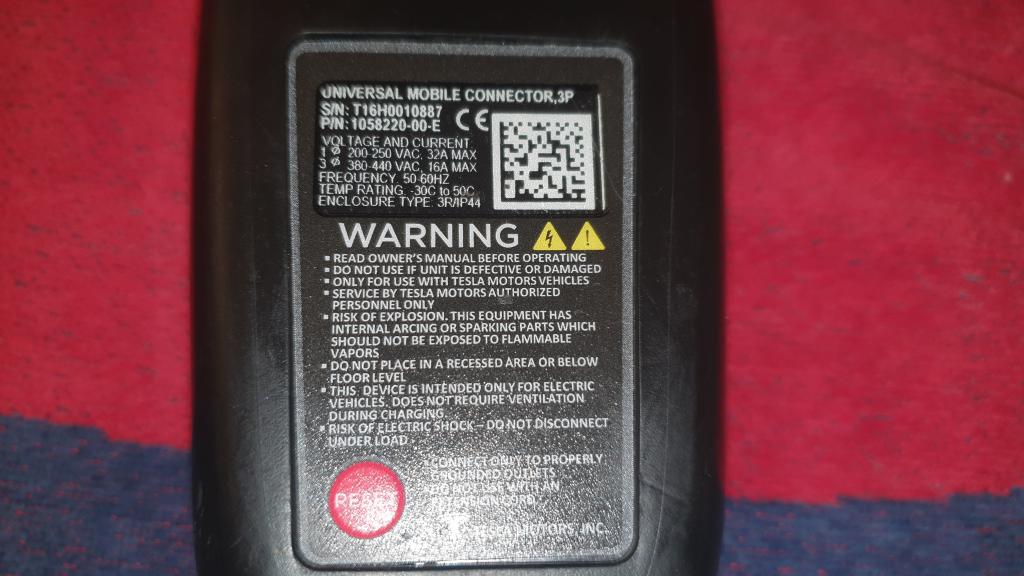 UNIVERSAL MOBILE CONNECTOR,3P
S/N: T16H0010887
P/N: 1058220-00-E
CE
VOLTAGE AND CURRENT
1 Ø 200-250 VAC, 32A MAX
3 Ø 380-440 VAC, 16A MAX
FREQUENCY. 50 60HZ
TEMP RATING -30C to 50C
ENCLOSURE TYPE: 3R/IP44
WARNING
▪ READ OWNER'S MANUAL BEFORE OPERATING
▪ DO NOT USE IF UNIT IS DEFECTIVE OR DAMAGED
▪ ONLY FOR USE WITH TESLA MOTORS VEHICLES
▪ SERVICE BY TESLA MOTORS AUTHORIZED
PERSONNEL ONLY
▪ RISK OF EXPLOSION. THIS EQUIPMENT HAS
INTERNAL ARCING OR SPARKING PARTS WHICH
SHOULD NOT BE EXPOSED TO FLAMMABLE
VAPORS
▪ DO NOT PLACE IN A RECESSED AREA OR BELOW
FLOOR LEVEL
▪ THIS DEVICE IS INTENDED ONLY FOR ELECTRIC
VEHICLES. DOES NOT REQUIRE VENTILATION
DURING CHARGING
▪ RISK OF ELECTRIC SHOCK – DO NOT DISCONNECT
UNDER LOAD
CONNECT ONLY TO PROPERLY
GROUNDED OUTLETS
WITH AN
RESET
MOTORS, INC.